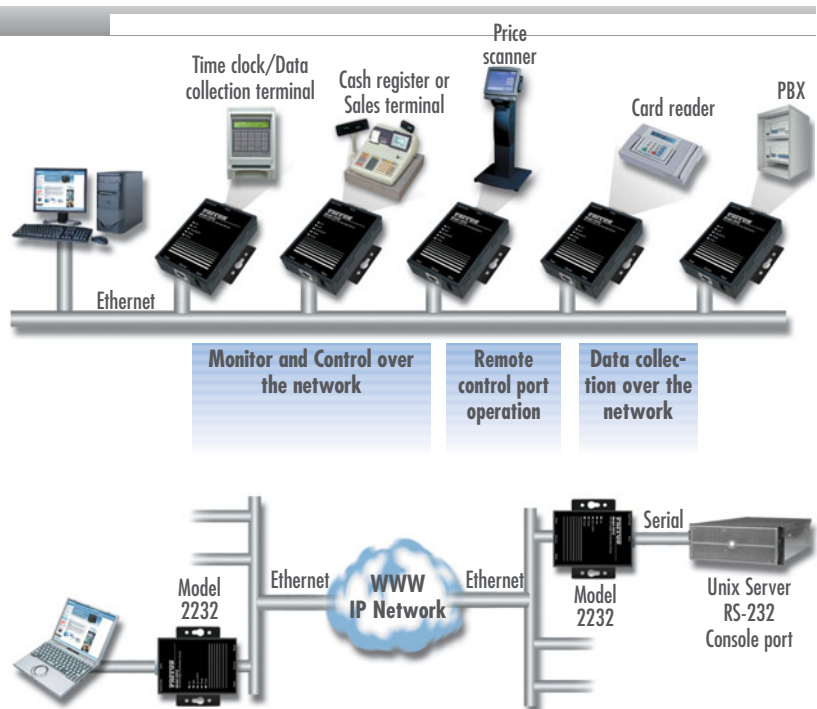 Price
scanner
Time clock/Data
collection terminal
Cash register or
Sales terminal
Card reader
PBX
Ethernet
Monitor and Control over
the network
Remote
control port
operation
Data collec-
tion over the
network
Model
2232
Ethernet
WWW
IP Network
Ethernet
Model
2232
Serial
Unix Server
RS-232
Console port